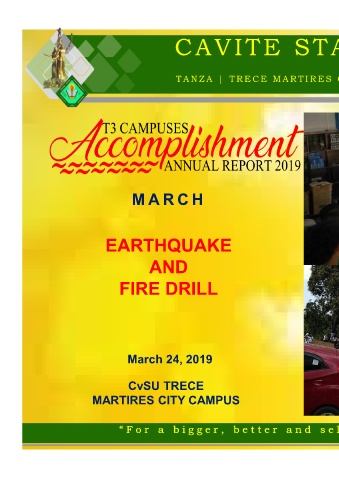 CAVITE STA
TANZA | TRECE MARTIRES
T3 CAMPUSES
Accomplishment
ANNUAL REPORT 2019
MARCH
EARTHQUAKE
AND
FIRE DRILL
March 24, 2019
CvSU TRECE
MARTIRES CITY CAMPUS
"For a bigger, better and sel